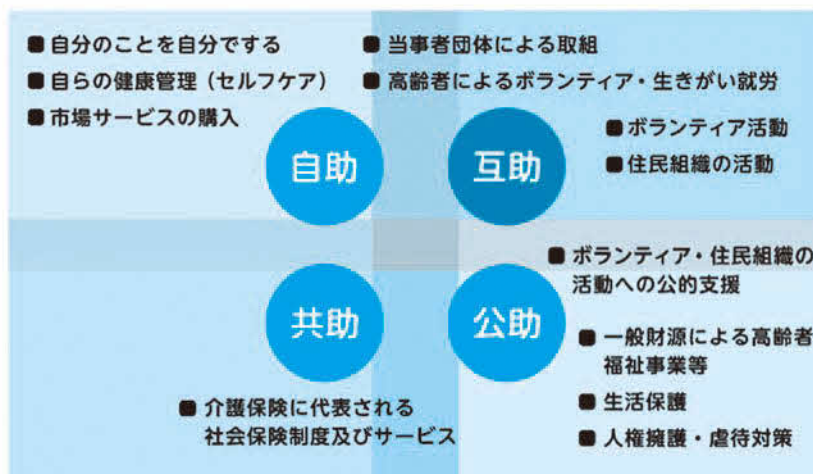 ■自分のことを自分でする
■自らの健康管理（セルフケア）
■市場サービスの購入
■当事者団体による取組
■高齢者によるボランティア・生きがい就労
■ボランティア活動
■住民組織の活動
自助
互助
共助
公助
■ボランティア・住民組織の
活動への公的支援
■一般財源による高齢者
福祉事業等
■生活保護
■人権擁護・虐待対策
■介護保険に代表される
社会保険制度及びサービス